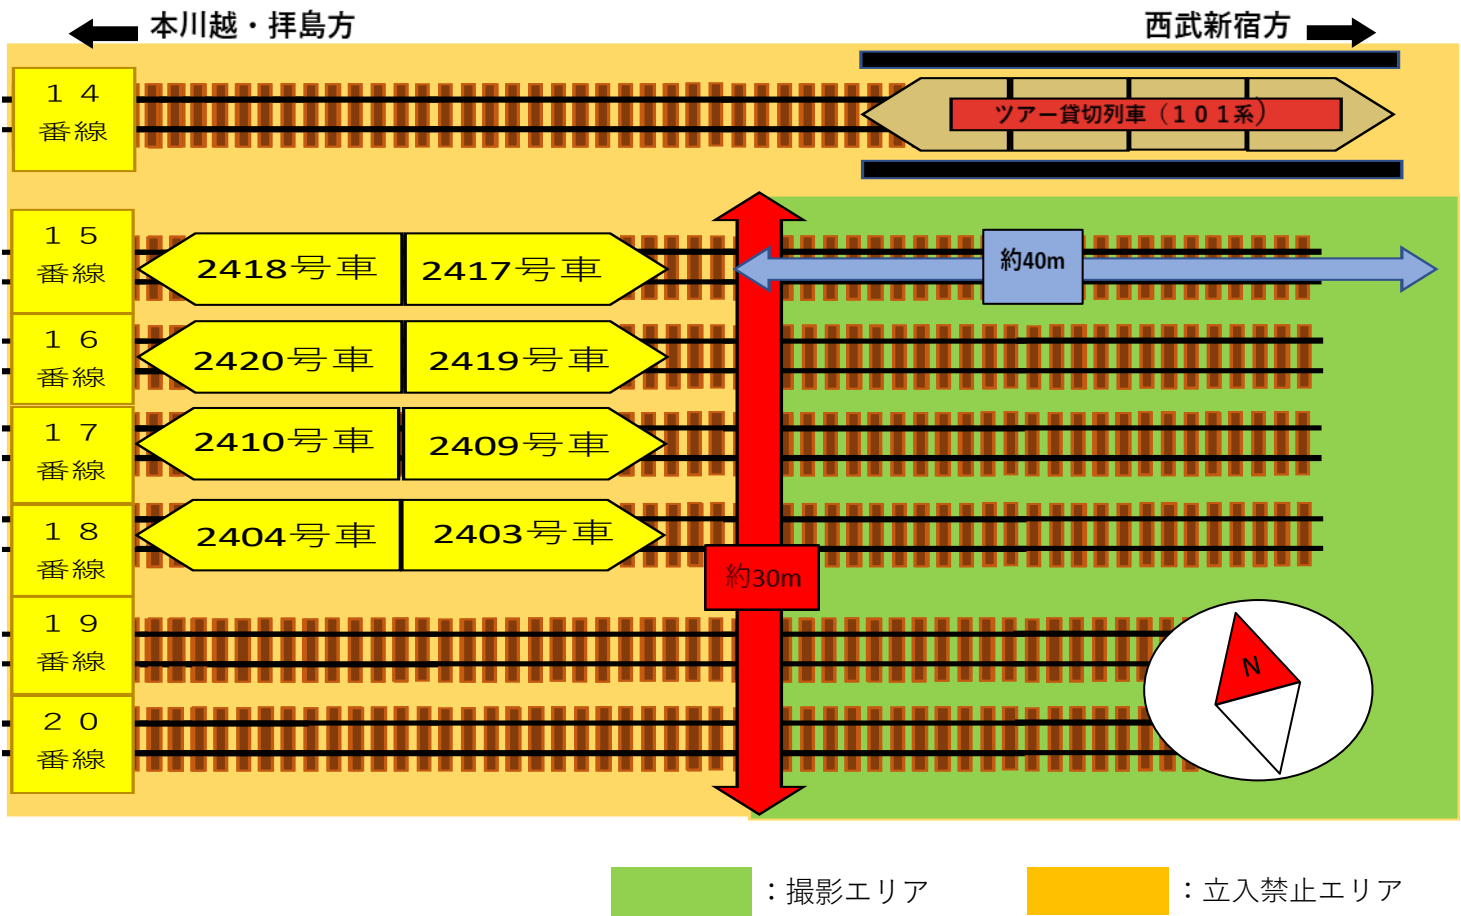 本川越・拝島方
西武新宿方
１４
番線
ツアー貸切列車（１０１系）
１５
番線
2418号車
2417号車
約40m
１６
番線
2420号車
2419号車
１７
番線
2410号車
2409号車
１８
番線
2404号車
2403号車
約30m
１９
番線
N
２０
番線
：撮影エリア
：立入禁止エリア